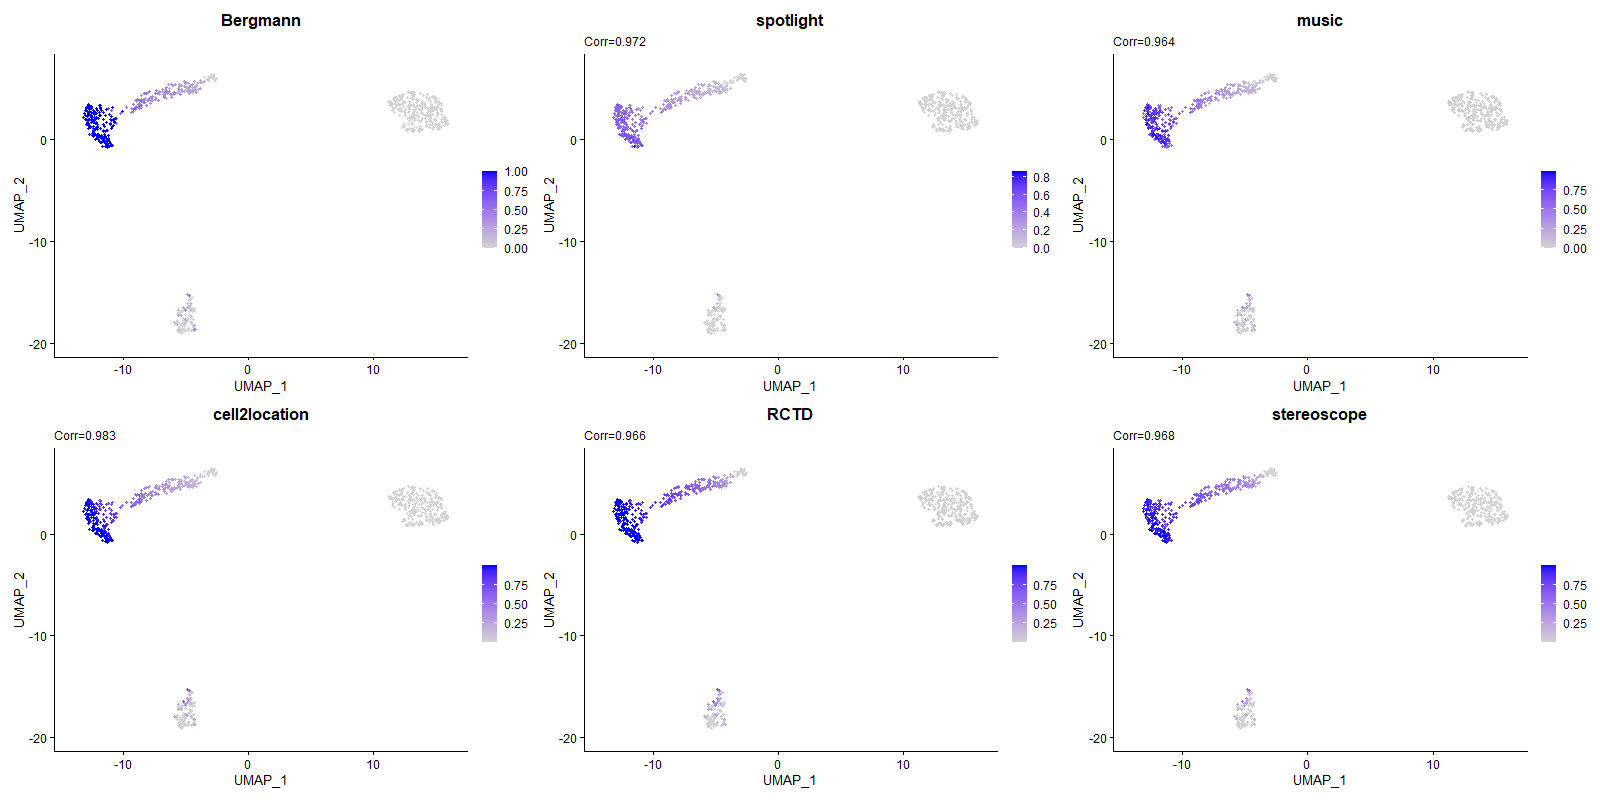 Bergmann
0
-10
-20
-10
0
10
UMAP_2
UMAP_1
1.00
0.75
0.50
0.25
0.00
spotlight
Corr=0.972
0
-10
-20
-10
0
10
UMAP_2
UMAP_1
0.8
0.6
0.4
0.2
0.0
music
Corr=0.964
0
-10
-20
-10
0
10
UMAP_2
UMAP_1
0.75
0.50
0.25
0.00
cell2location
Corr=0.983
0
-10
-20
-10
0
10
UMAP_2
UMAP_1
0.75
0.50
0.25
RCTD
Corr=0.966
0
-10
-20
-10
0
10
UMAP_2
UMAP_1
0.75
0.50
0.25
stereoscope
Corr=0.968
0
-10
-20
-10
0
10
UMAP_2
UMAP_1
0.75
0.50
0.25